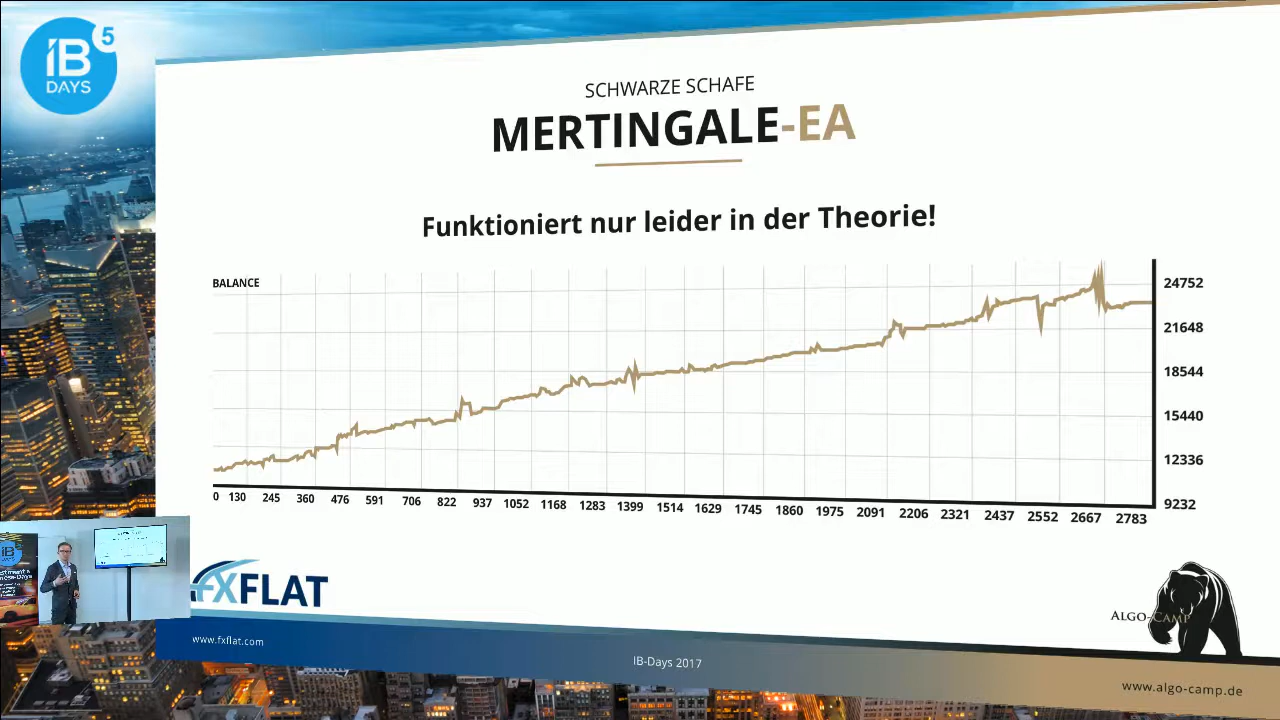 5
IB
DAYS
SCHWARZE SCHAFE
MERTINGALE-EA
Funktioniert nur leider in der Theorie!
BALANCE
24752
21648
18544
15440
12336
9232
0 130 245 360 476 591 706 822 937 1052 1168 1283 1399 1514 1629 1745 1860 1975 2091 2206 2321 2437 2552 2667 2783
FXFLAT
ALGO-CAMP
www.fxflat.com
IB-Days 2017
www.algo-camp.de